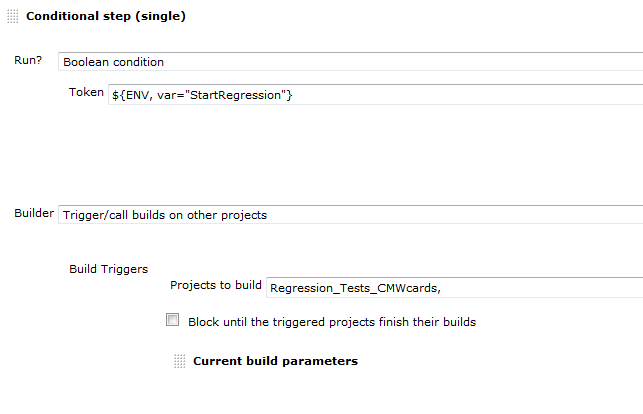 Conditional step (single)
Run? Boolean condition
Token ${ENV, var="StartRegression"}
Builder Trigger/call builds on other projects
Build Triggers
Projects to build Regression_Tests_CMWcards,
Block until the triggered projects finish their builds
Current build parameters